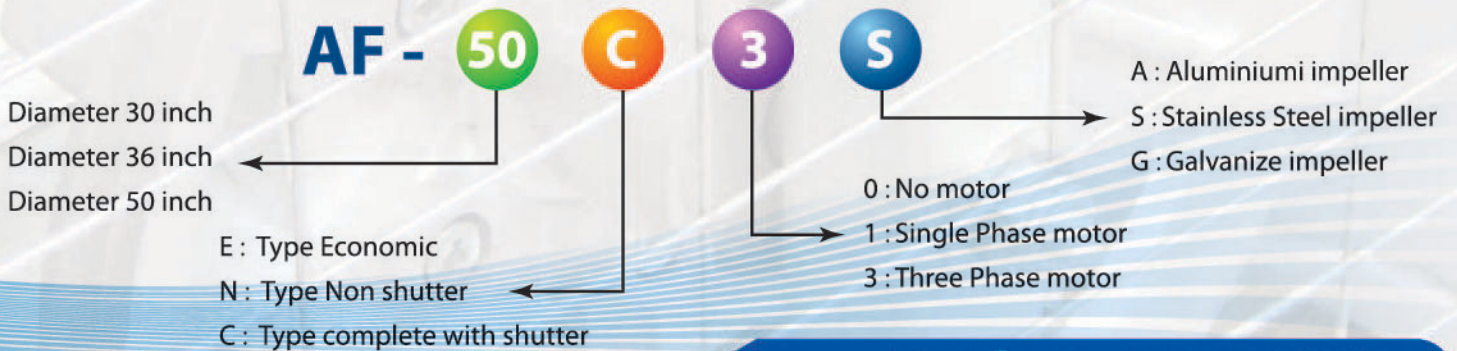 AF - 50 C 3 S
Diameter 30 inch
Diameter 36 inch
Diameter 50 inch
E : Type Economic
N : Type Non shutter
C : Type complete with shutter
0 : No motor
1 : Single Phase motor
3 : Three Phase motor
A : Aluminiumi impeller
S : Stainless Steel impeller
G : Galvanize impeller